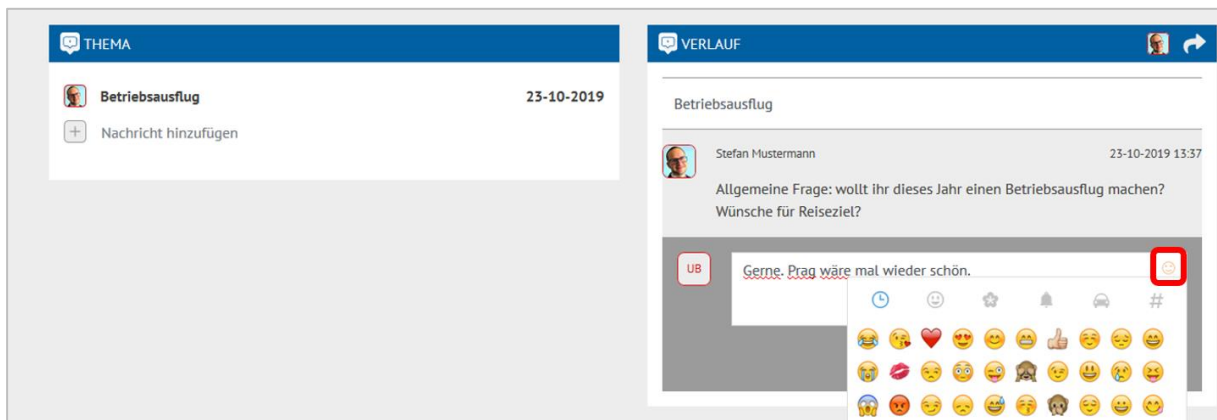 THEMA
Betriebsausflug 23-10-2019
Nachricht hinzufügen
VERLAUF
Betriebsausflug
Stefan Mustermann 23-10-2019 13:37
Allgemeine Frage: wollt ihr dieses Jahr einen Betriebsausflug machen?
Wünsche für Reiseziel?
UB
Gerne. Prag wäre mal wieder schön.
#